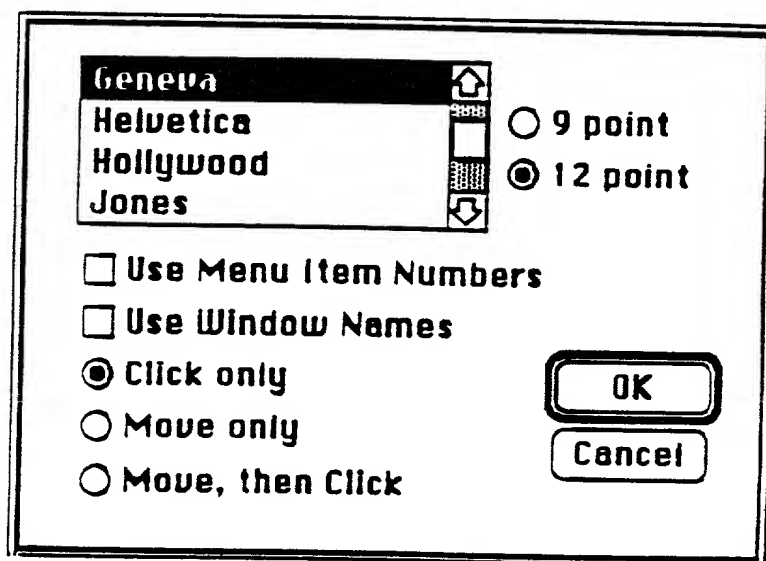 Geneva
Helvetica
Hollywood
Jones
9 point
12 point
Use Menu Item Numbers
Use Window Names
Click only
Move only
Move, then Click
OK
Cancel